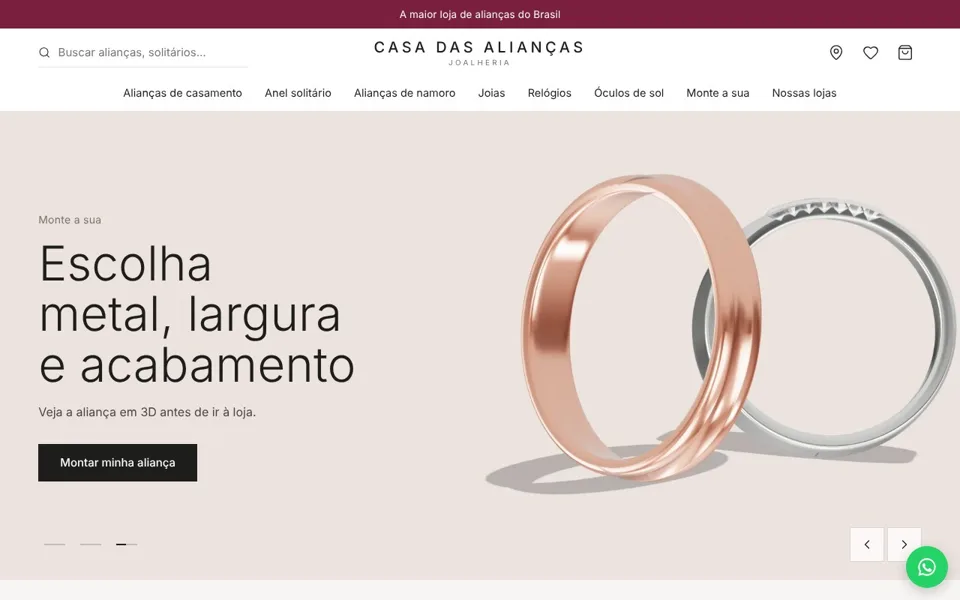 A maior loja de alianças do Brasil
Buscar alianças, solitários...
CASA DAS ALIANÇAS
JOALHERIA
Alianças de casamento
Anel solitário
Alianças de namoro
Joias
Relógios
Óculos de sol
Monte a sua
Nossas lojas
Monte a sua
Escolha
metal, largura
e acabamento
Veja a aliança em 3D antes de ir à loja.
Montar minha aliança